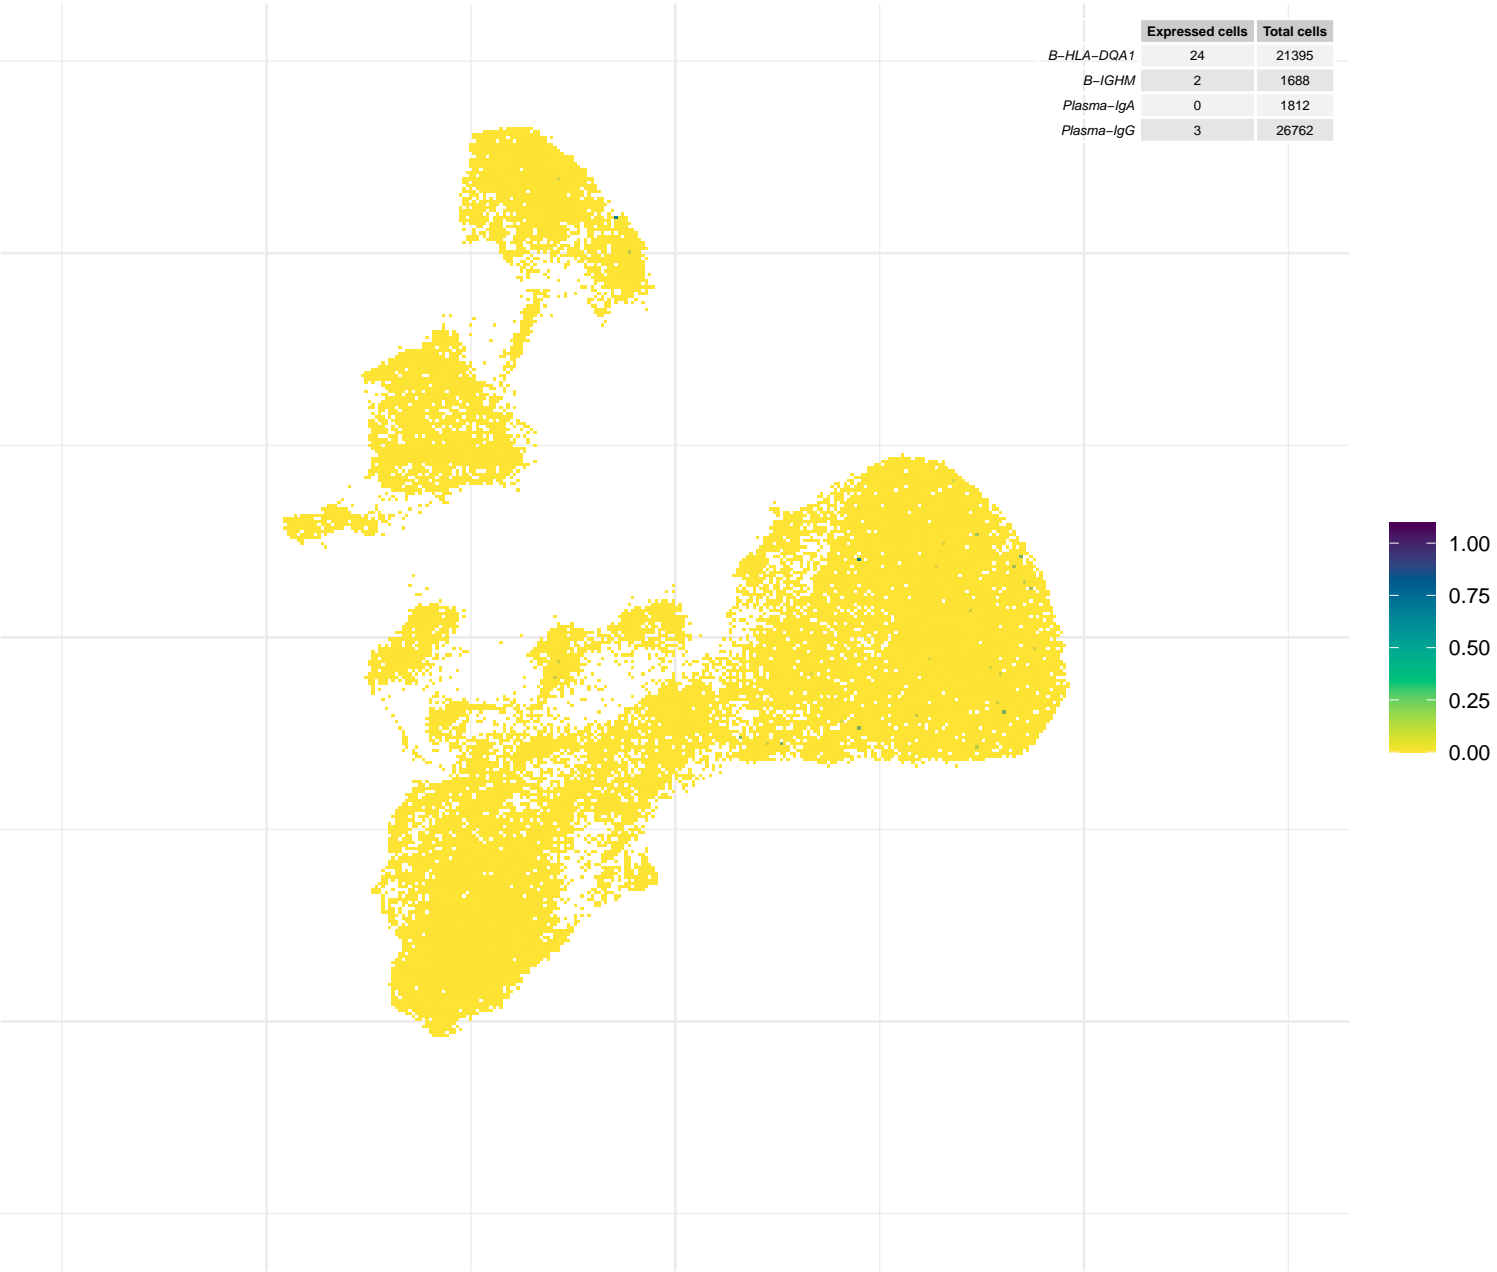 Expressed cells Total cells
B−HLA−DQA1 24 21395
B−IGHM 2 1688
Plasma−IgA 0 1812
Plasma−IgG 3 26762
1.00
0.75
0.50
0.25
0.00